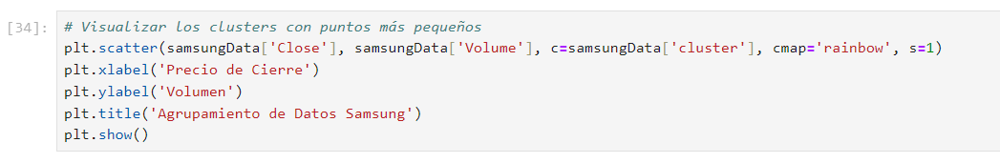 [34]: # Visualizar los clusters con puntos más pequeños
plt.scatter(samsungData['Close'], samsungData['Volume'], c=samsungData['cluster'], cmap='rainbow', s=1)
plt.xlabel('Precio de Cierre')
plt.ylabel('Volumen')
plt.title('Agrupamiento de Datos Samsung')
plt.show()